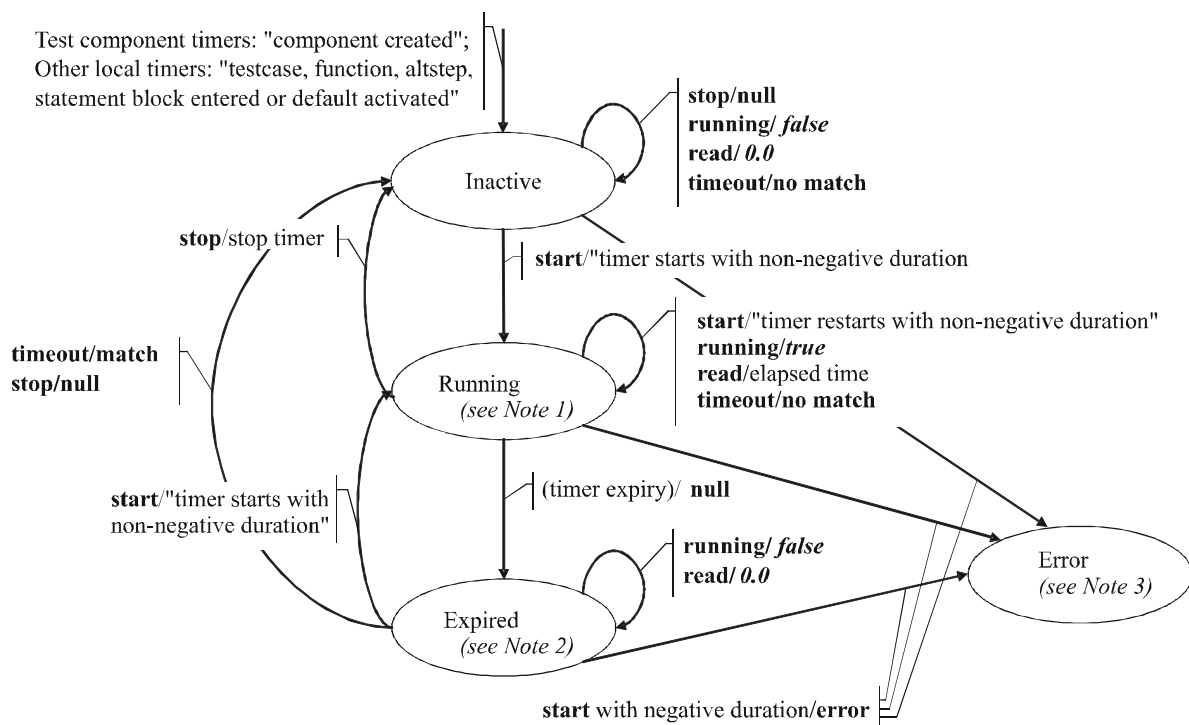 Test component timers: "component created";
Other local timers: "testcase, function, altstep,
statement block entered or default activated"
stop/null
running/ false
read/ 0.0
timeout/no match
Inactive
stop/stop timer
start/"timer starts with non-negative duration
start/"timer restarts with non-negative duration"
running/true
read/elapsed time
timeout/no match
timeout/match
stop/null
Running
(see Note 1)
start/"timer starts with
non-negative duration"
(timer expiry)/ null
running/ false
read/ 0.0
Error
(see Note 3)
Expired
(see Note 2)
start with negative duration/error